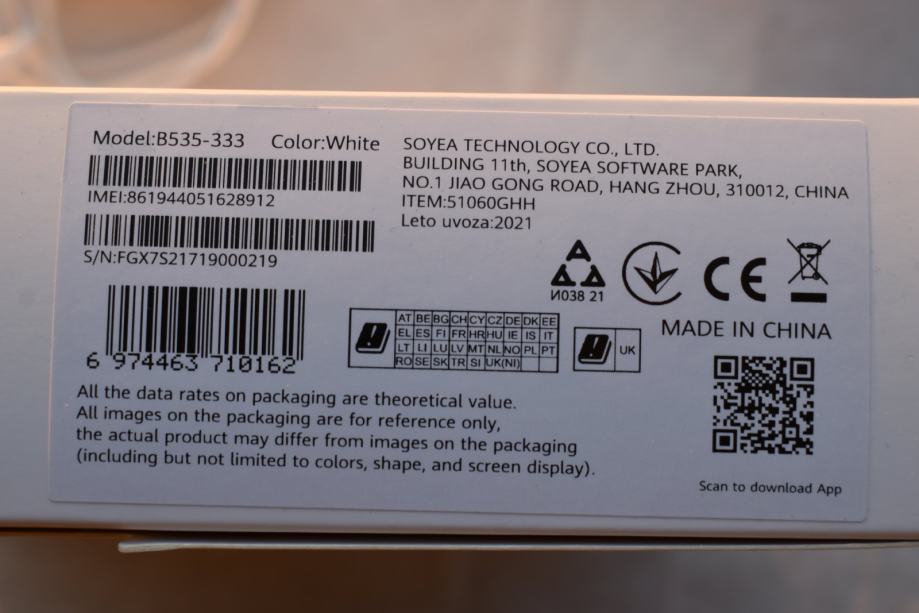 Model:B535-333 Color:White
IMEI:861944051628912
S/N:FGX7S21719000219
6 974463 710162
SOYEA TECHNOLOGY CO., LTD.
BUILDING 11th, SOYEA SOFTWARE PARK,
NO.1 JIAO GONG ROAD, HANG ZHOU, 310012, CHINA
ITEM:51060GHH
Leto uvoza:2021
И038 21
CE
AT BE BG CH CY CZ DE DK EE
EL ES FI FR HR HU IE IS IT
LT LI LU LV MT NL NO PL PT
RO SE SK TR SI UK(NI)
UK
MADE IN CHINA
All the data rates on packaging are theoretical value.
All images on the packaging are for reference only,
the actual product may differ from images on the packaging
(including but not limited to colors, shape, and screen display).
Scan to download App